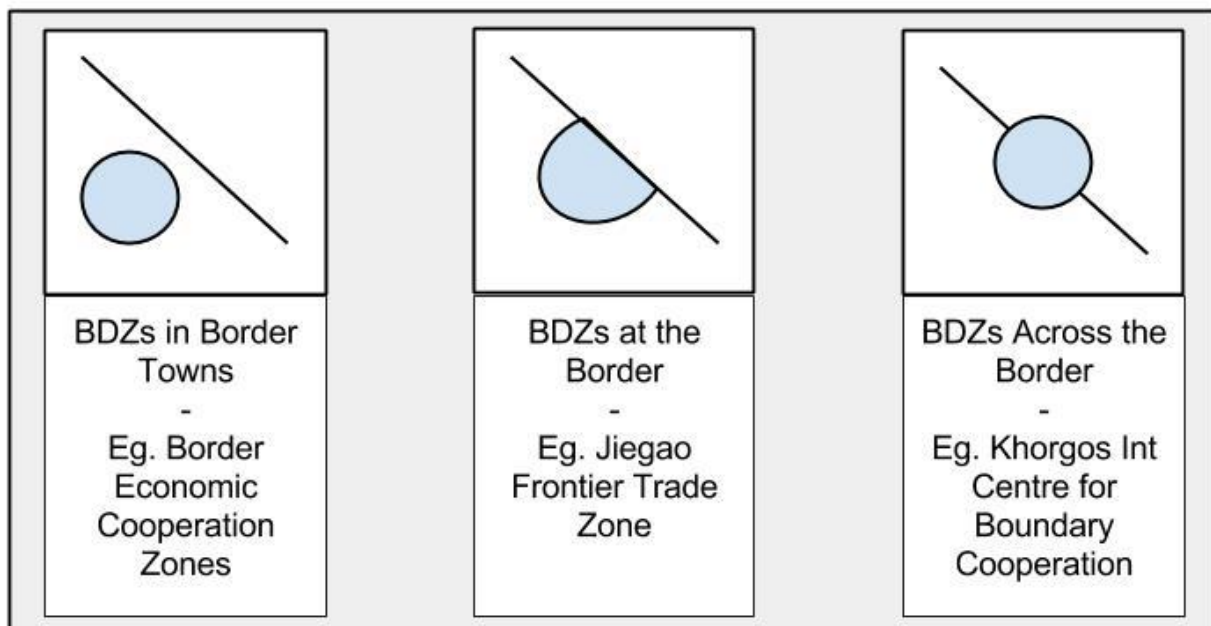 BDZs in Border
Towns
-
Eg. Border
Economic
Cooperation
Zones
BDZs at the
Border
-
Eg. Jiegao
Frontier Trade
Zone
BDZs Across the
Border
-
Eg. Khorgos Int
Centre for
Boundary
Cooperation